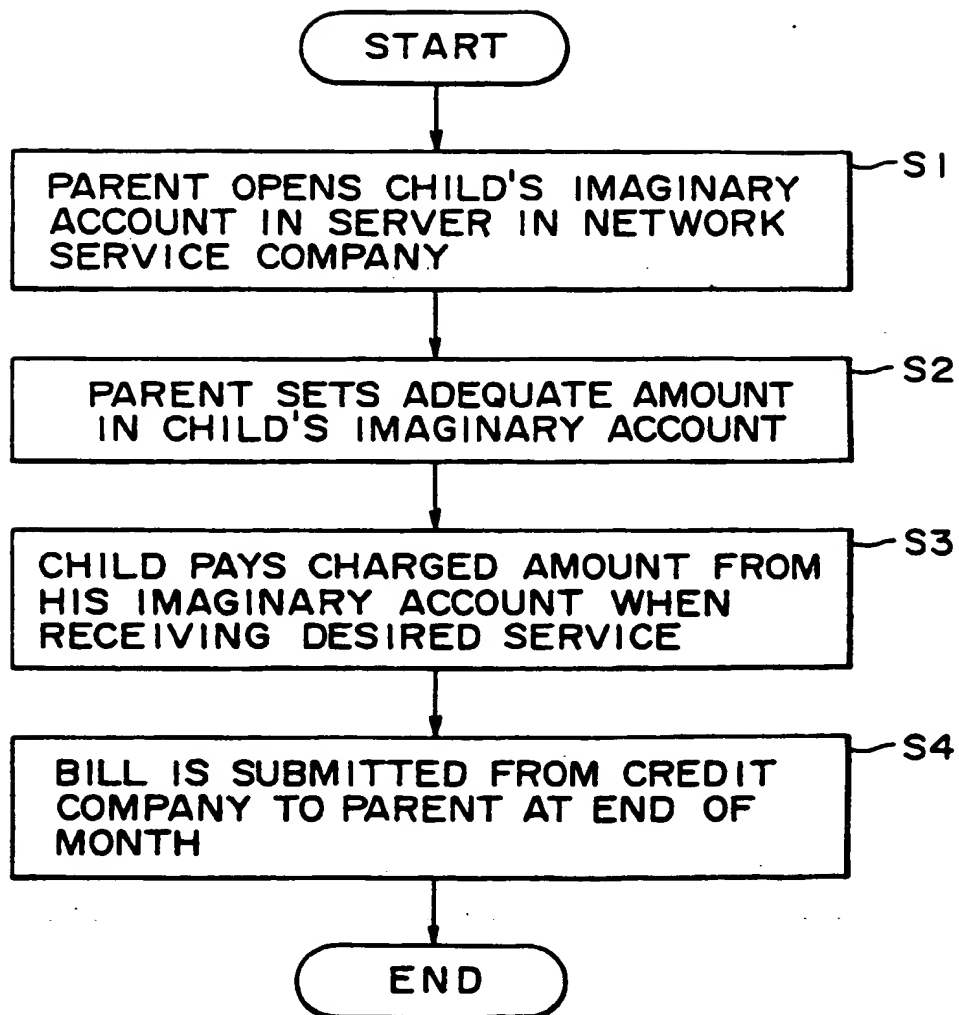 START
PARENT OPENS CHILD'S IMAGINARY
ACCOUNT IN SERVER IN NETWORK
SERVICE COMPANY
S1
PARENT SETS ADEQUATE AMOUNT
IN CHILD'S IMAGINARY ACCOUNT
S2
CHILD PAYS CHARGED AMOUNT FROM
HIS IMAGINARY ACCOUNT WHEN
RECEIVING DESIRED SERVICE
S3
BILL IS SUBMITTED FROM CREDIT
COMPANY TO PARENT AT END OF
MONTH
S4
END